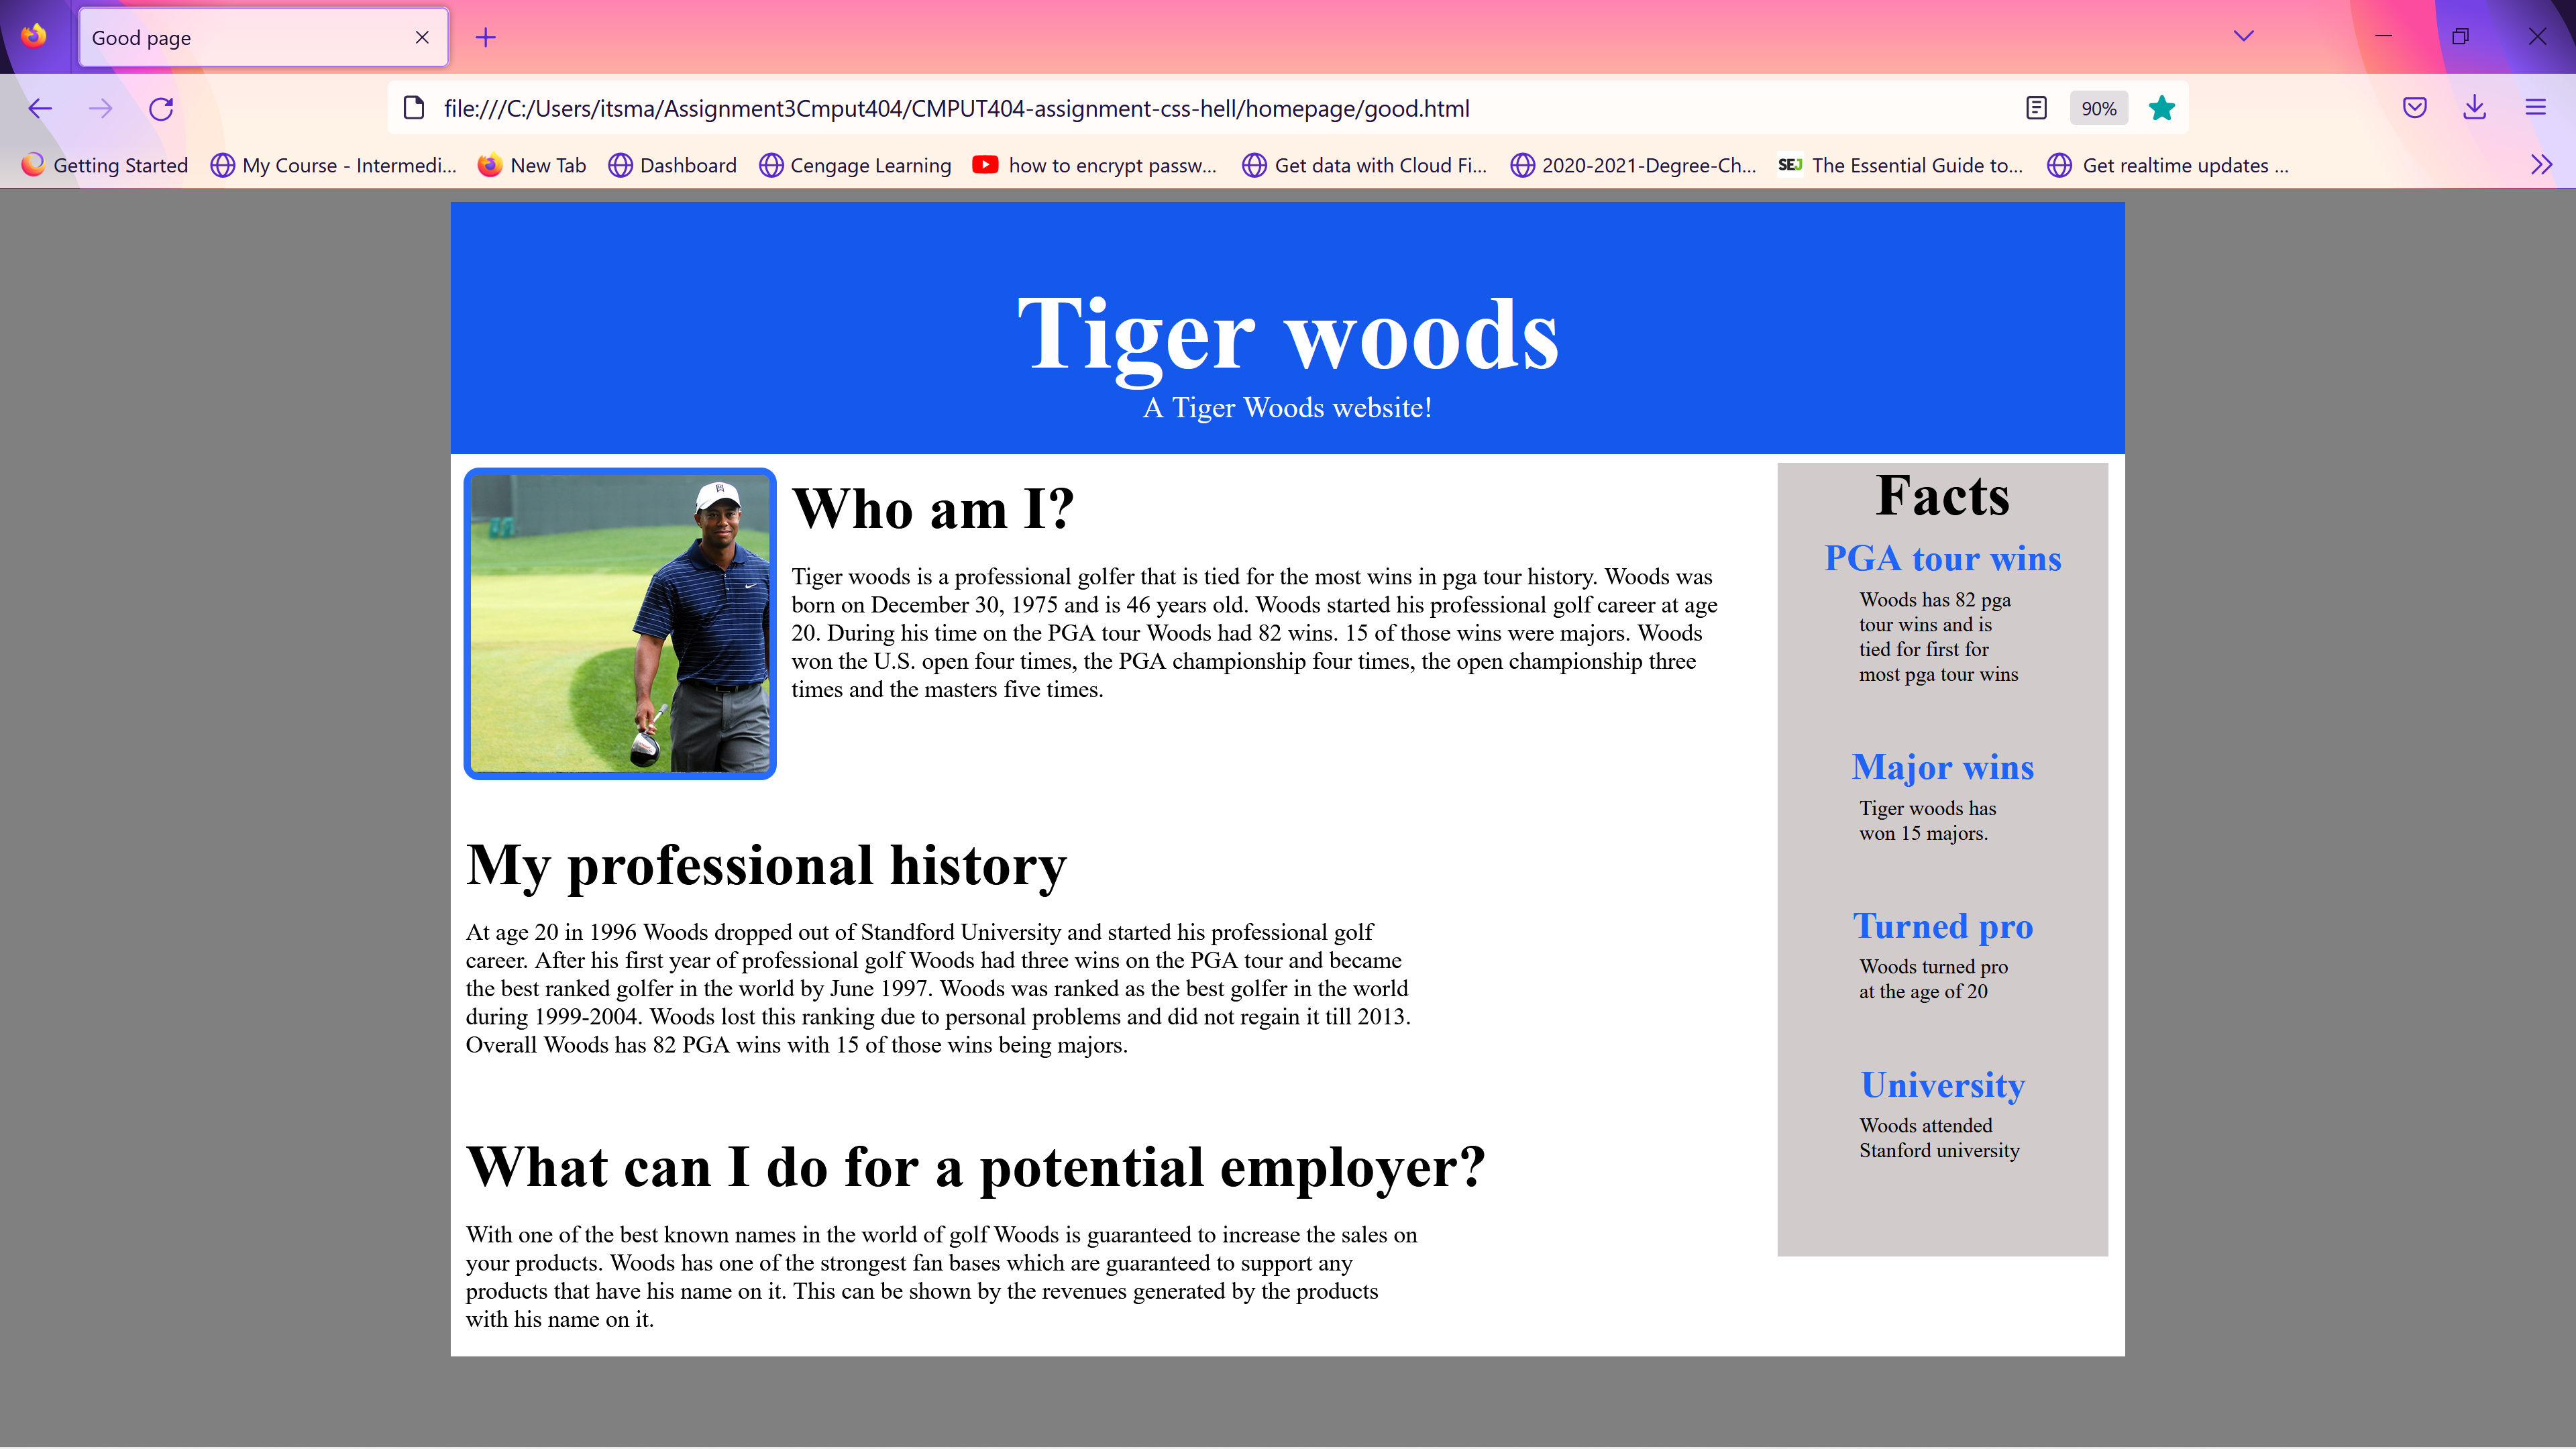 Good page
file:///C:/Users/itsma/Assignment3Cmput404/CMPUT404-assignment-css-hell/homepage/good.html
90%
Getting Started
My Course - Intermedi...
New Tab
Dashboard
Cengage Learning
how to encrypt passw...
Get data with Cloud Fi...
2020-2021-Degree-Ch...
SEJ
The Essential Guide to...
Get realtime updates ...
Tiger woods
A Tiger Woods website!
Who am I?
Tiger woods is a professional golfer that is tied for the most wins in pga tour history. Woods was
born on December 30, 1975 and is 46 years old. Woods started his professional golf career at age
20. During his time on the PGA tour Woods had 82 wins. 15 of those wins were majors. Woods
won the U.S. open four times, the PGA championship four times, the open championship three
times and the masters five times.
My professional history
At age 20 in 1996 Woods dropped out of Standford University and started his professional golf
career. After his first year of professional golf Woods had three wins on the PGA tour and became
the best ranked golfer in the world by June 1997. Woods was ranked as the best golfer in the world
during 1999-2004. Woods lost this ranking due to personal problems and did not regain it till 2013.
Overall Woods has 82 PGA wins with 15 of those wins being majors.
What can I do for a potential employer?
With one of the best known names in the world of golf Woods is guaranteed to increase the sales on
your products. Woods has one of the strongest fan bases which are guaranteed to support any
products that have his name on it. This can be shown by the revenues generated by the products
with his name on it.
Facts
PGA tour wins
Woods has 82 pga
tour wins and is
tied for first for
most pga tour wins
Major wins
Tiger woods has
won 15 majors.
Turned pro
Woods turned pro
at the age of 20
University
Woods attended
Stanford university